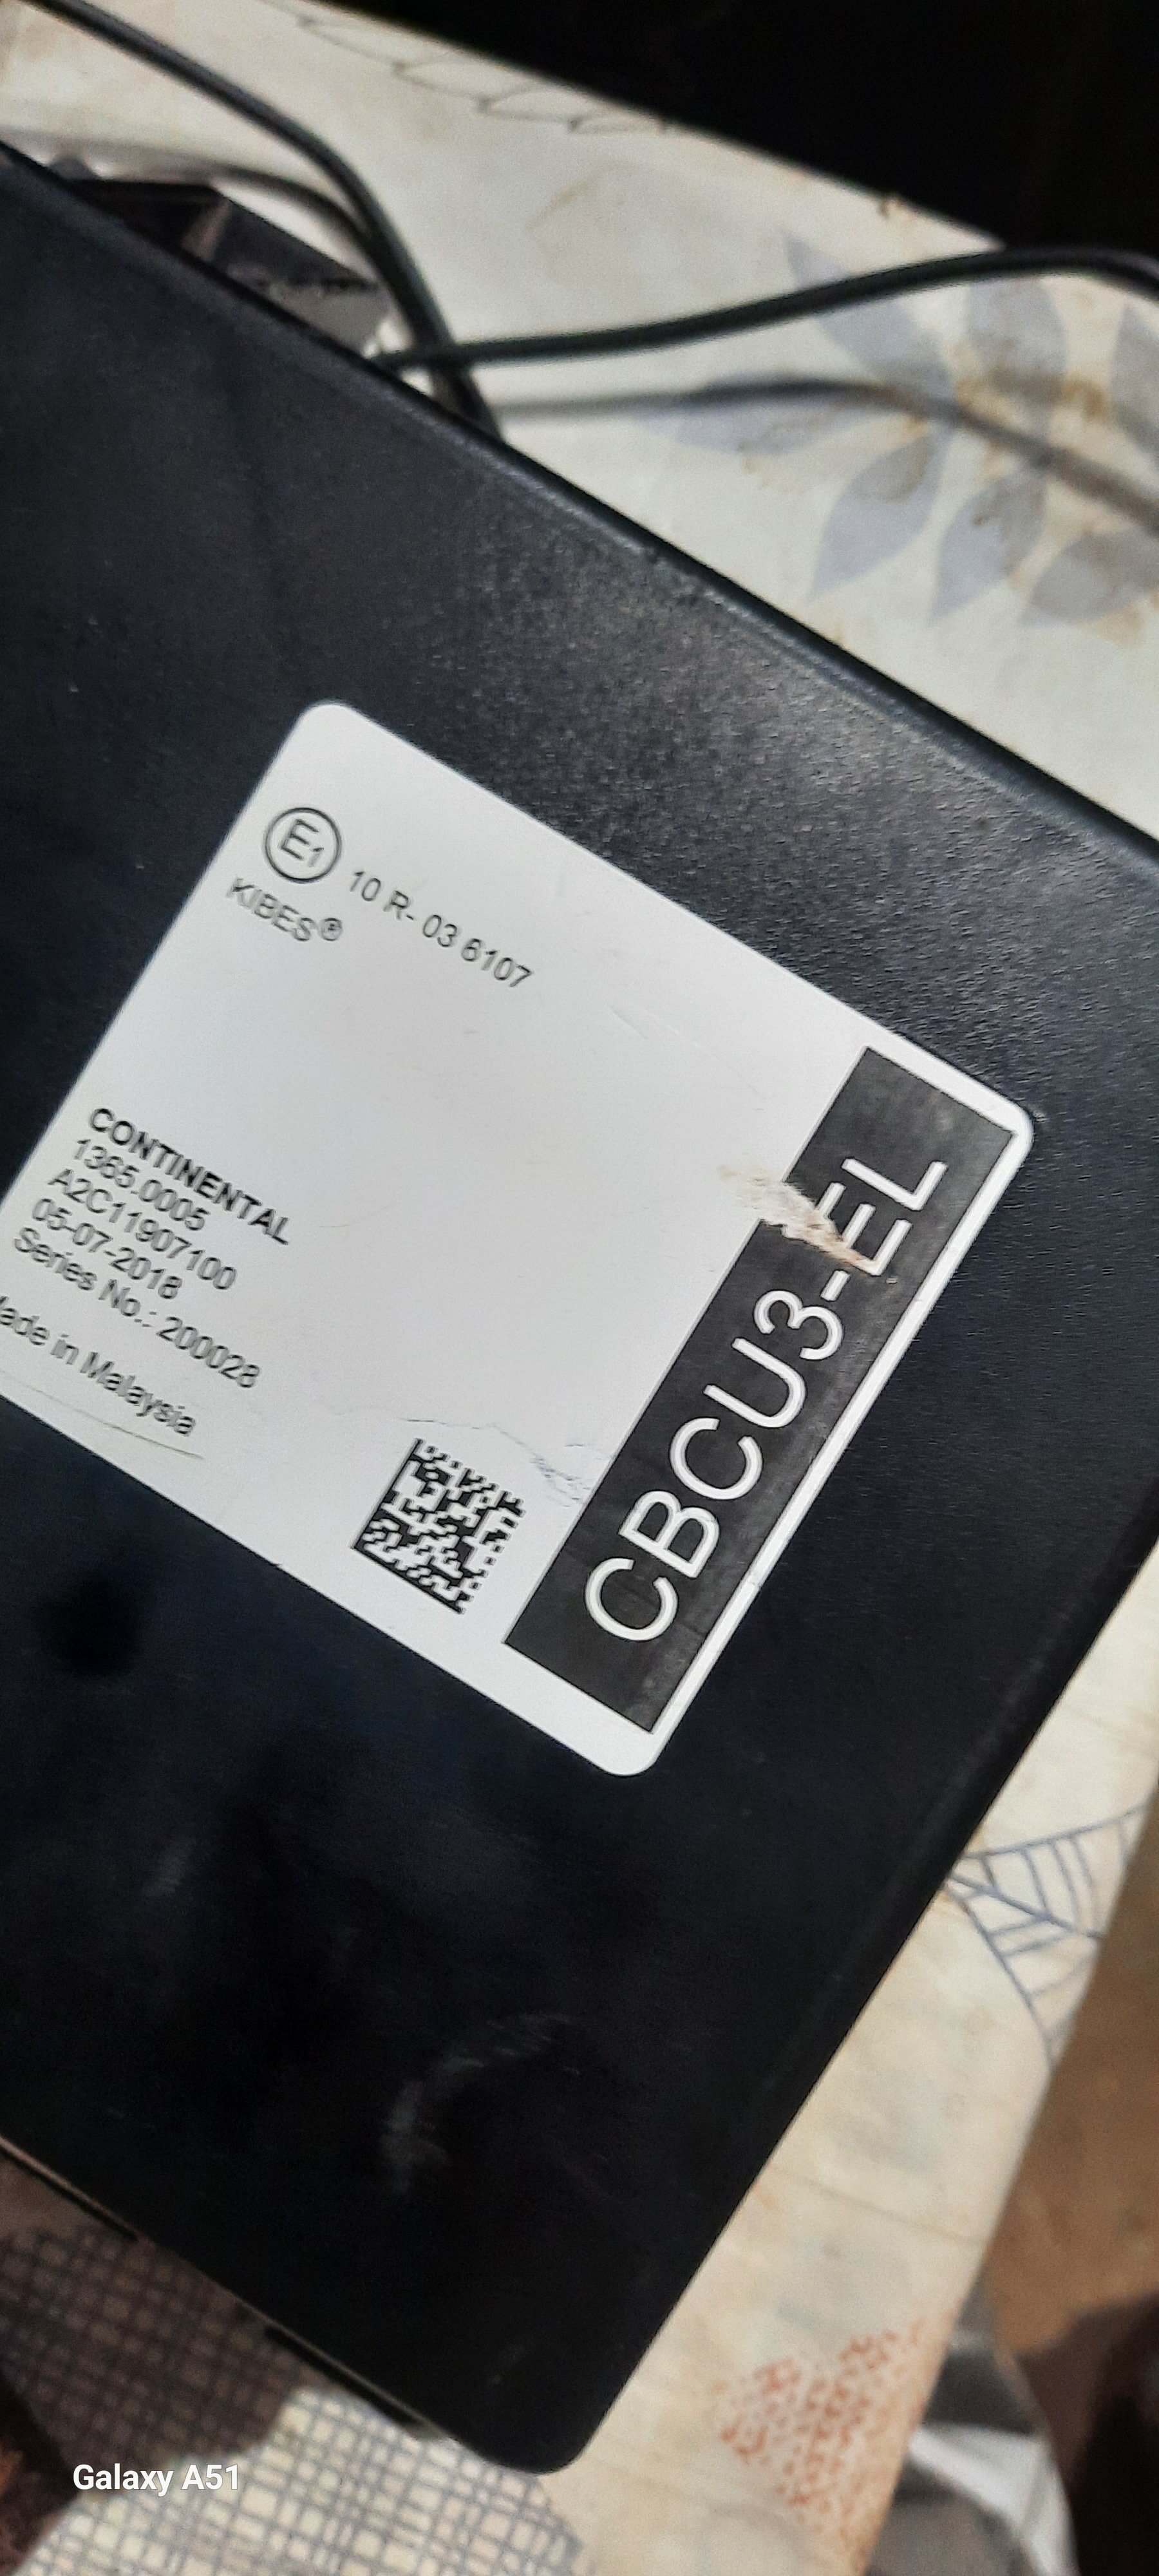 E1 10 R- 03 6107
KIBES®
CONTINENTAL
1365.0005
A2C11907100
05-07-2018
Series No.: 200028
Made in Malaysia
CBCU3-EL
Galaxy A51